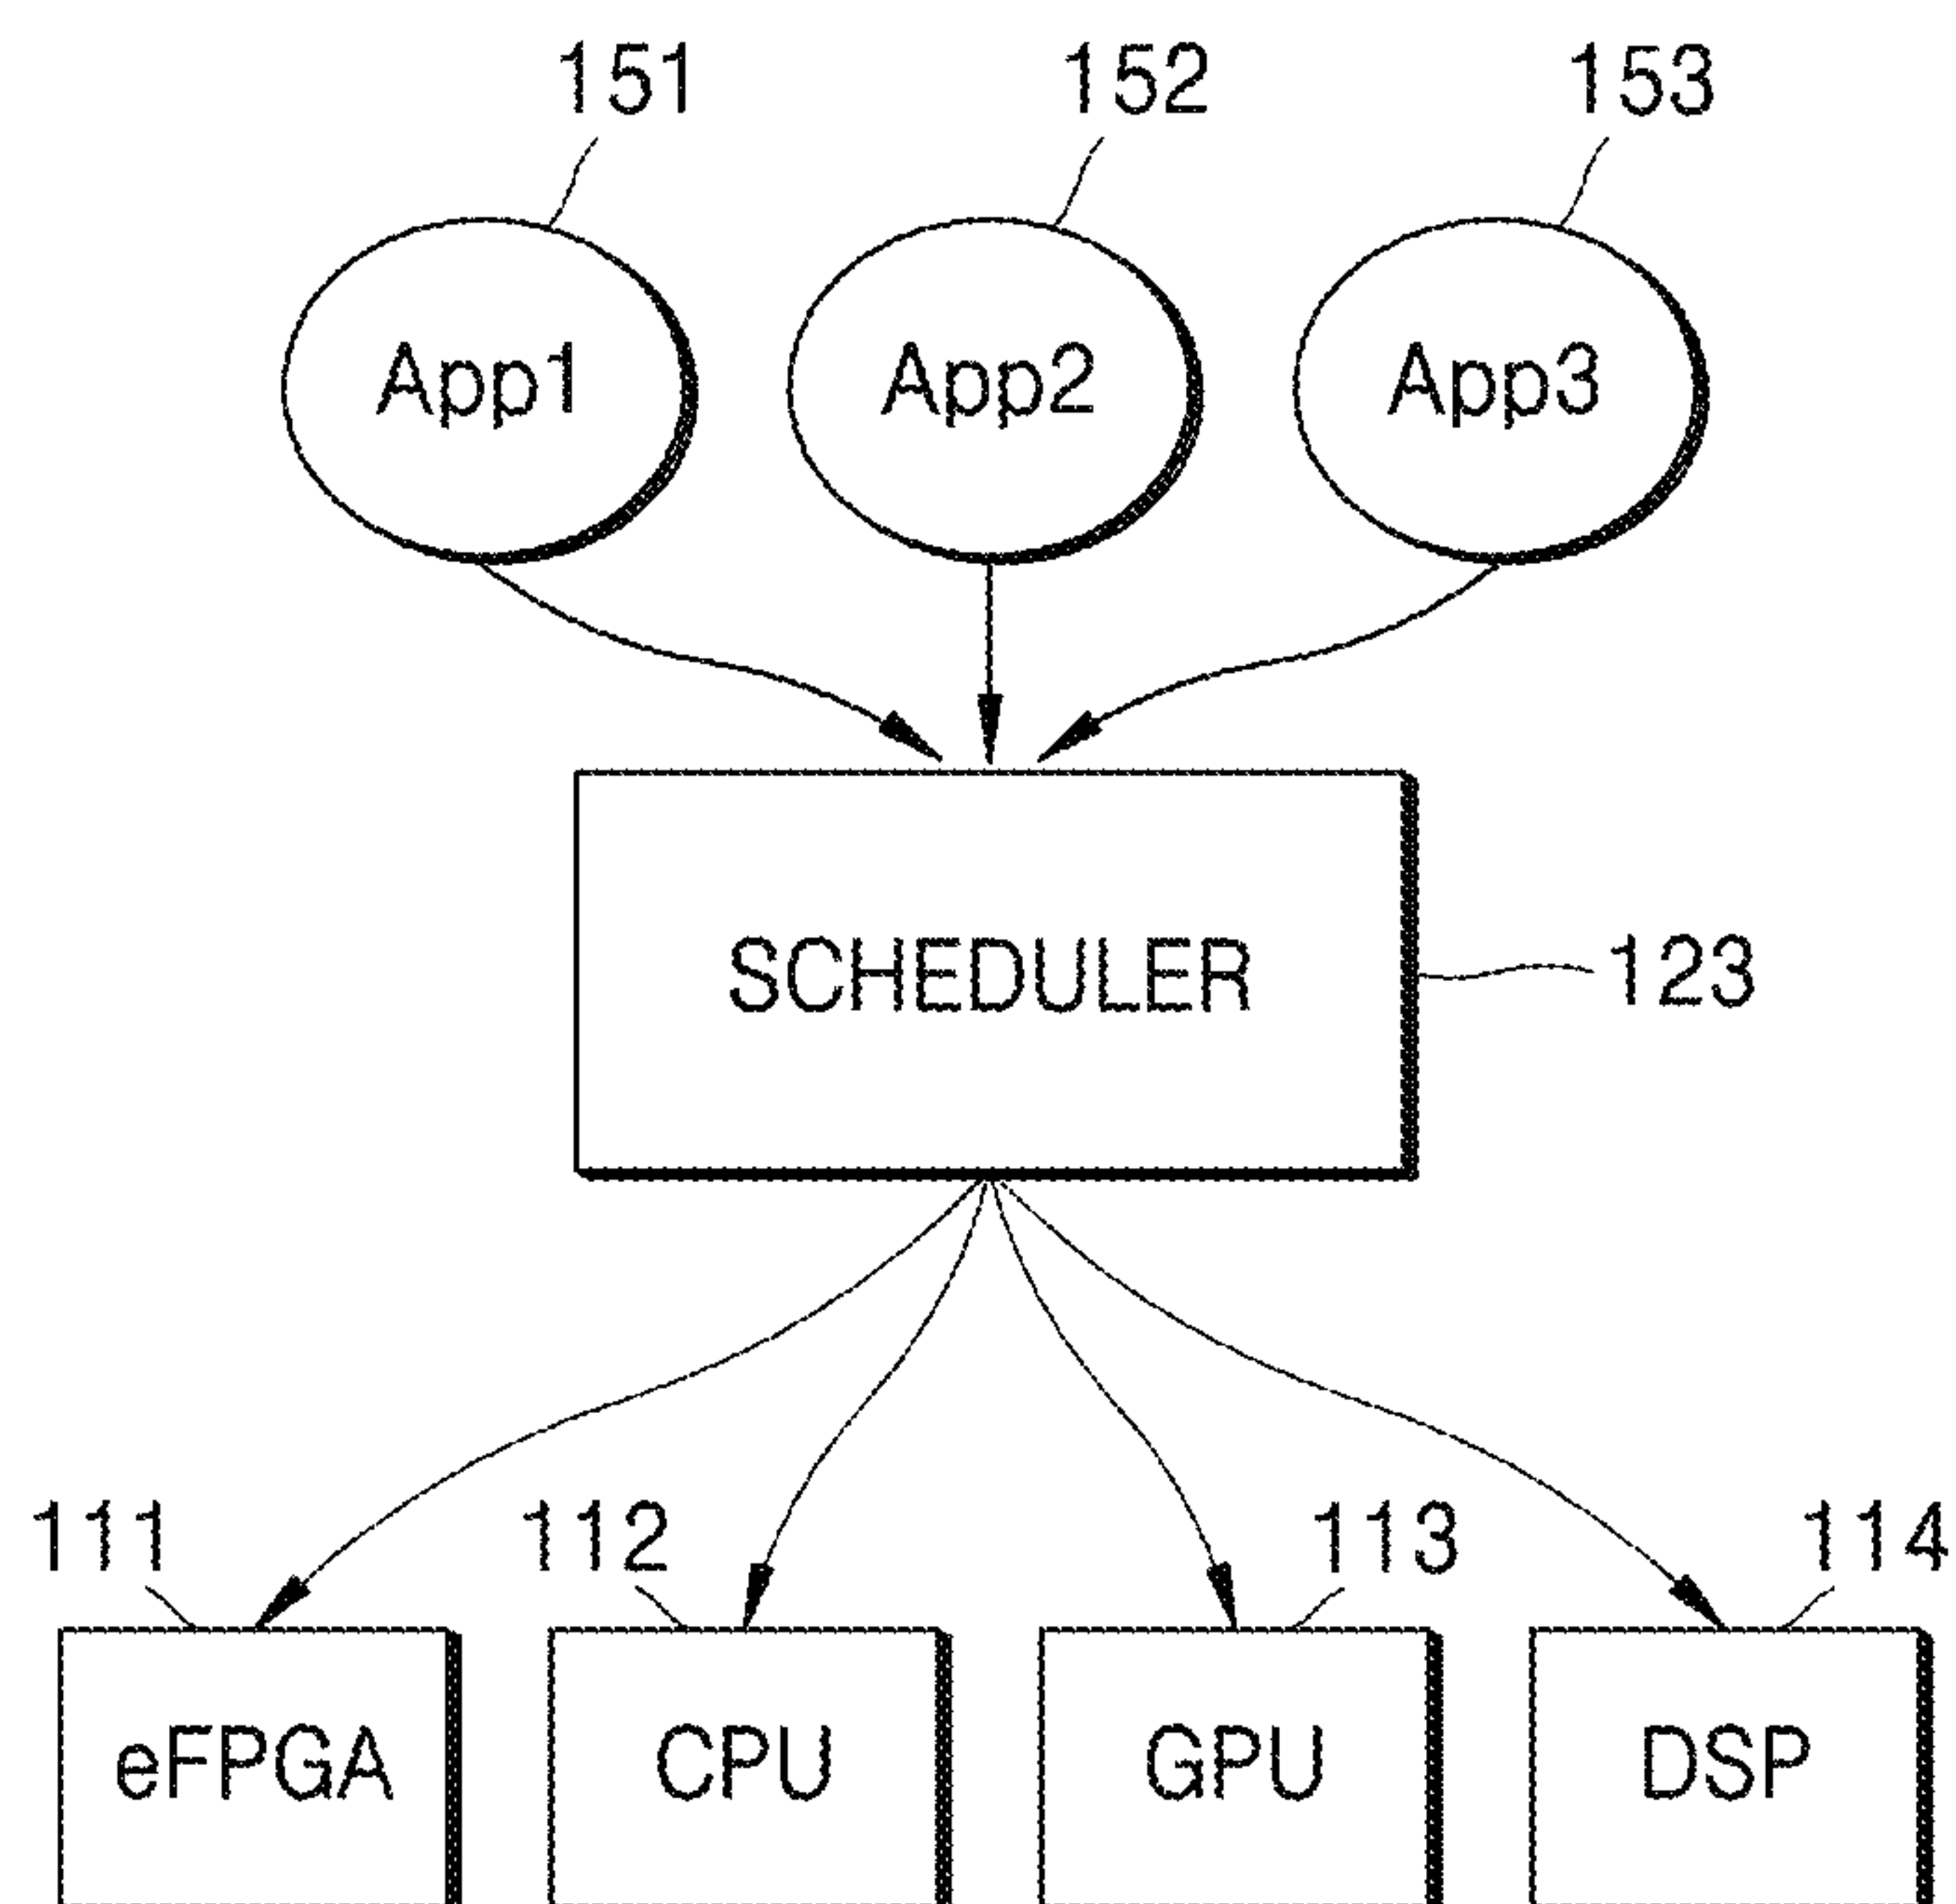 151 152 153
App1 App2 App3
SCHEDULER 123
111 112 113 114
eFPGA CPU GPU DSP